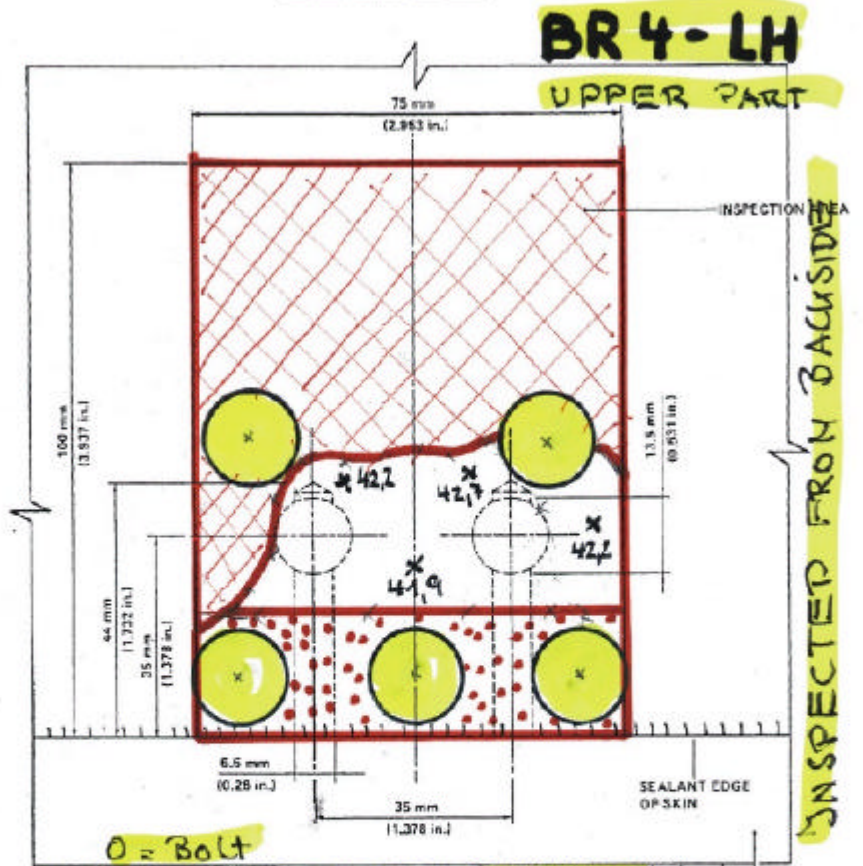 BR4-LH
UPPER PART
75 mm
(2.953 in.)
INSPECTION AREA
INSPECTED FROM BACKSIDE
100 mm
(3.937 in.)
13.5 mm
(0.531 in.)
42,2
42,7
42,2
41,9
44 mm
(1.732 in.)
35 mm
(1.378 in.)
6.5 mm
(0.26 in.)
35 mm
(1.378 in.)
SEALANT EDGE
OF SKIN
O = BOLT